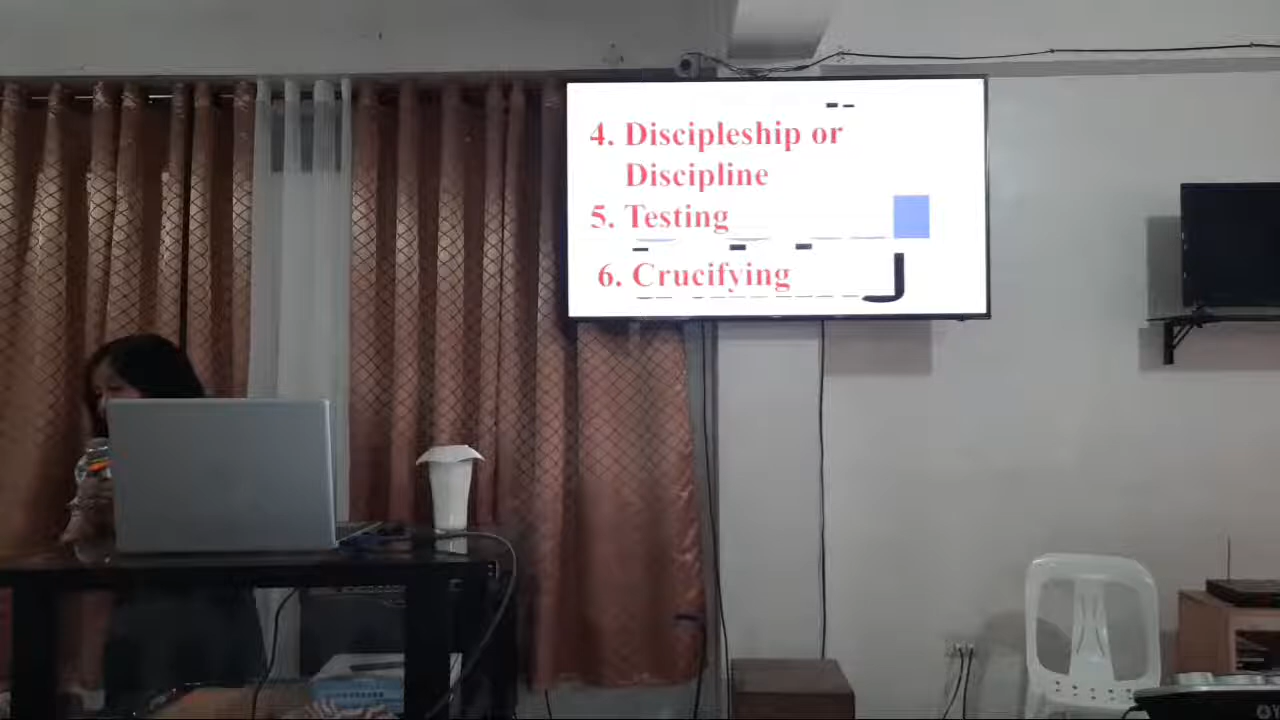 4. Discipleship or
Discipline
5. Testing
6. Crucifying